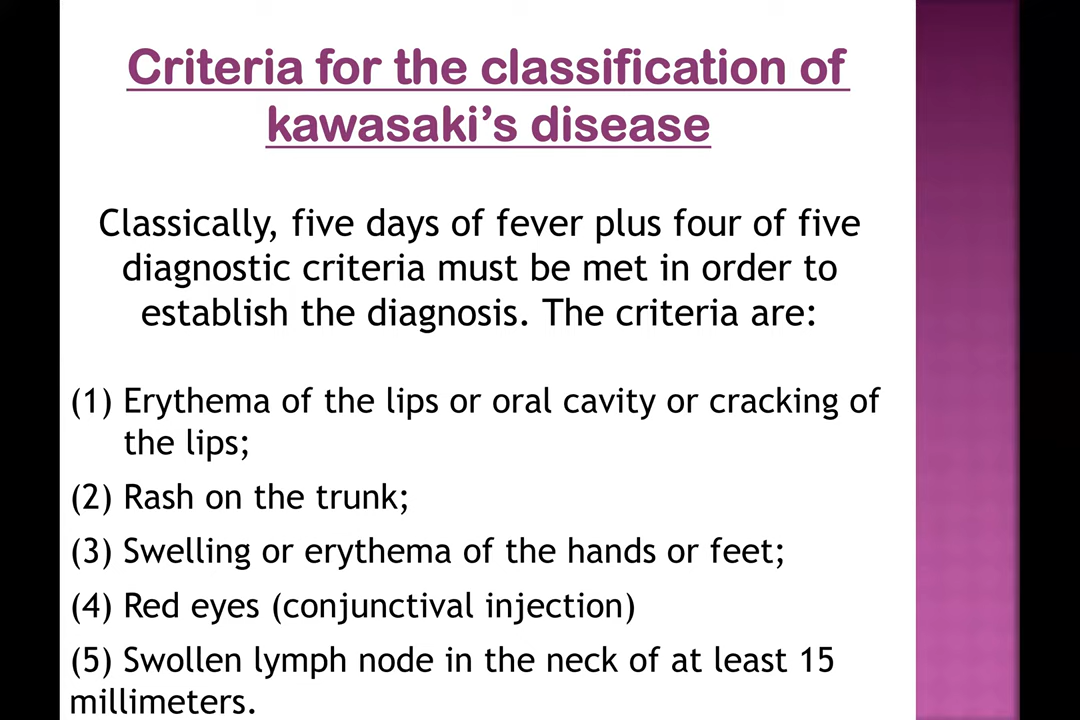 Criteria for the classification of
kawasaki's disease
Classically, five days of fever plus four of five
diagnostic criteria must be met in order to
establish the diagnosis. The criteria are:
(1) Erythema of the lips or oral cavity or cracking of
the lips;
(2) Rash on the trunk;
(3) Swelling or erythema of the hands or feet;
(4) Red eyes (conjunctival injection)
(5) Swollen lymph node in the neck of at least 15
millimeters.